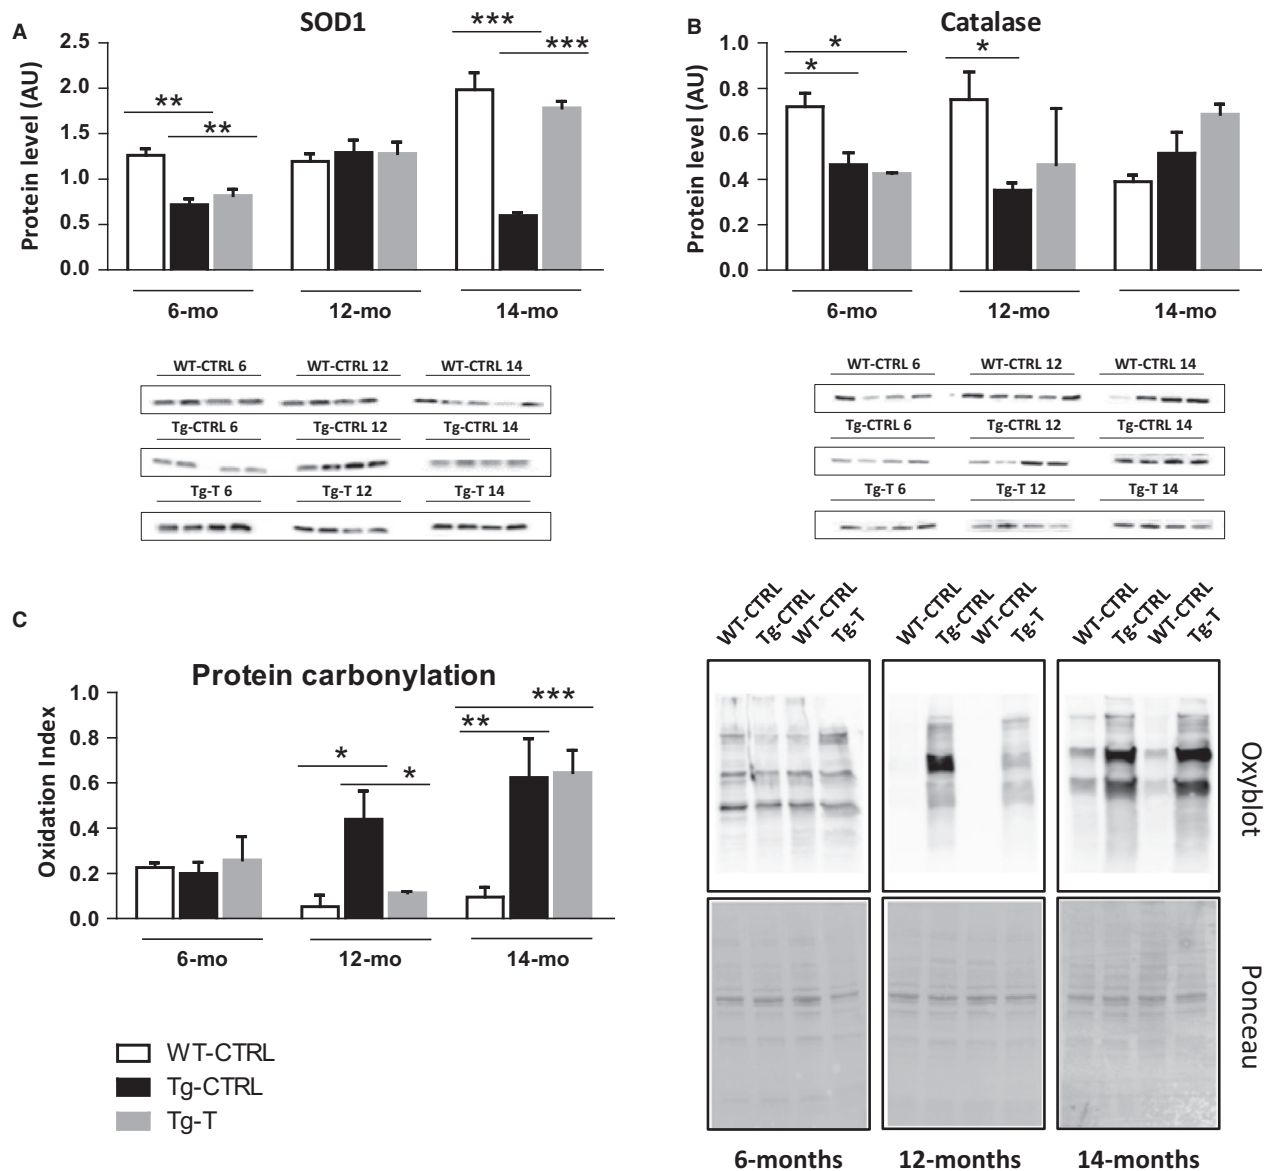 A
SOD1
Protein level (AU)
2.5
2.0
1.5
1.0
0.5
0.0
**
**
***
***
6-mo
12-mo
14-mo
WT-CTRL 6
WT-CTRL 12
WT-CTRL 14
Tg-CTRL 6
Tg-CTRL 12
Tg-CTRL 14
Tg-T 6
Tg-T 12
Tg-T 14
B
Catalase
Protein level (AU)
1.0
0.8
0.6
0.4
0.2
0.0
*
*
*
6-mo
12-mo
14-mo
WT-CTRL 6
WT-CTRL 12
WT-CTRL 14
Tg-CTRL 6
Tg-CTRL 12
Tg-CTRL 14
Tg-T 6
Tg-T 12
Tg-T 14
C
Protein carbonylation
Oxidation Index
1.0
0.8
0.6
0.4
0.2
0.0
*
*
**
***
6-mo
12-mo
14-mo
WT-CTRL
Tg-CTRL
Tg-T
WT-CTRL
Tg-CTRL
WT-CTRL
Tg-T
WT-CTRL
Tg-CTRL
WT-CTRL
Tg-T
WT-CTRL
Tg-CTRL
WT-CTRL
Tg-T
Oxyblot
Ponceau
6-months
12-months
14-months